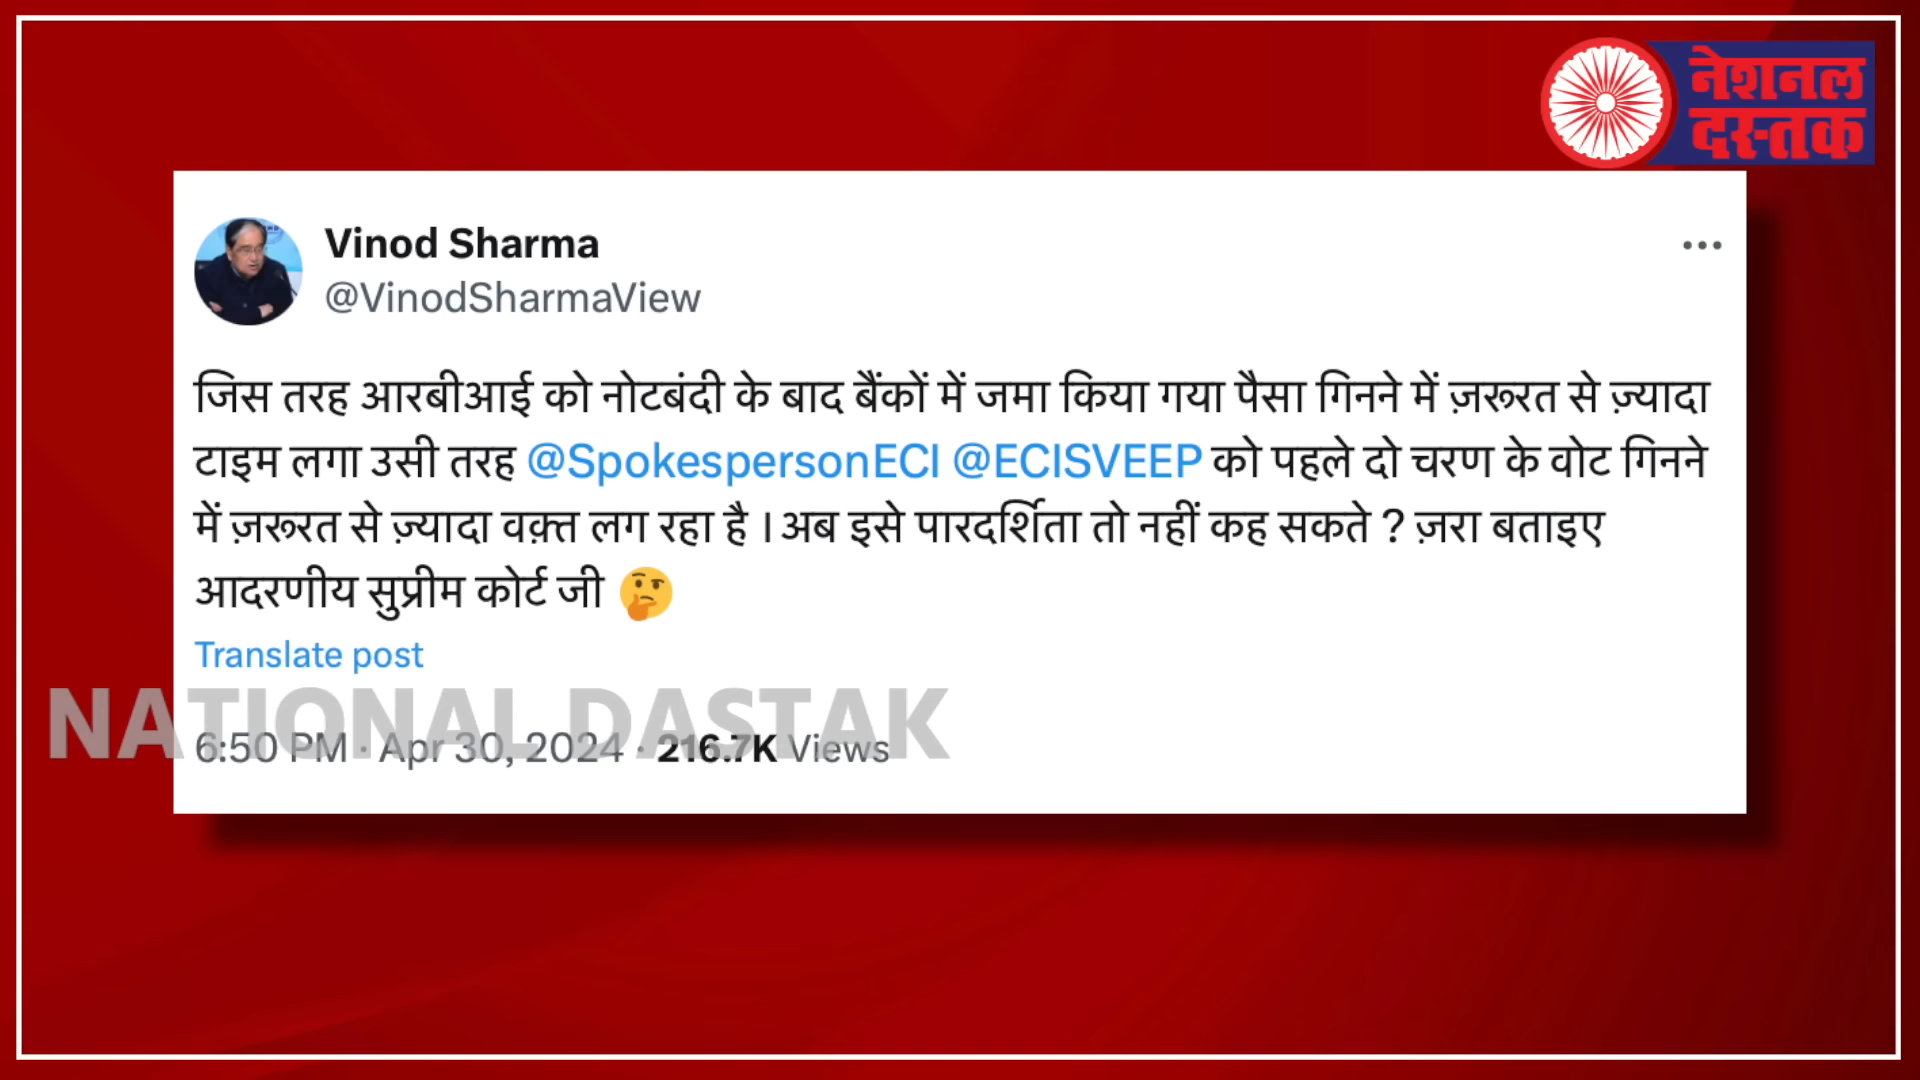 नेशनल
दस्तक
Vinod Sharma
@VinodSharmaView
जिस तरह आरबीआई को नोटबंदी के बाद बैंकों में जमा किया गया पैसा गिनने में ज़रूरत से ज़्यादा
टाइम लगा उसी तरह @SpokespersonECI @ECISVEEP को पहले दो चरण के वोट गिनने
में ज़रूरत से ज़्यादा वक़्त लग रहा है । अब इसे पारदर्शिता तो नहीं कह सकते ? ज़रा बताइए
आदरणीय सुप्रीम कोर्ट जी 🤔
Translate post
NATIONAL DASTAK
6:50 PM · Apr 30, 2024 · 216.7K Views